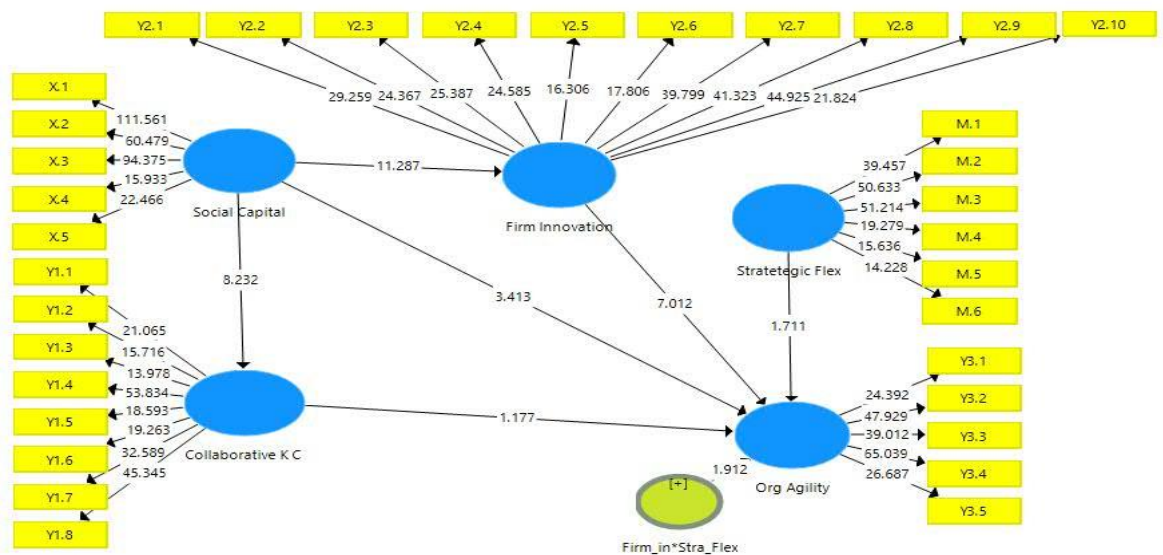 Y2.1 Y2.2 Y2.3 Y2.4 Y2.5 Y2.6 Y2.7 Y2.8 Y2.9 Y2.10
29.259 24.367 25.387 24.585 16.306 17.806 39.799 41.323 44.925 21.824
X.1
X.2
X.3
X.4
X.5
111.561
60.479
94.375
15.933
22.466
Social Capital
11.287
Firm Innovation
M.1
M.2
M.3
M.4
M.5
M.6
39.457
50.633
51.214
19.279
15.636
14.228
Stratetegic Flex
8.232
3.413
7.012
1.711
Y1.1
Y1.2
Y1.3
Y1.4
Y1.5
Y1.6
Y1.7
Y1.8
21.065
15.716
13.978
53.834
18.593
19.263
32.589
45.345
Collaborative K C
1.177
Y3.1
Y3.2
Y3.3
Y3.4
Y3.5
24.392
47.929
39.012
65.039
26.687
Org Agility
1.912
[+]
Firm_in*Stra_Flex